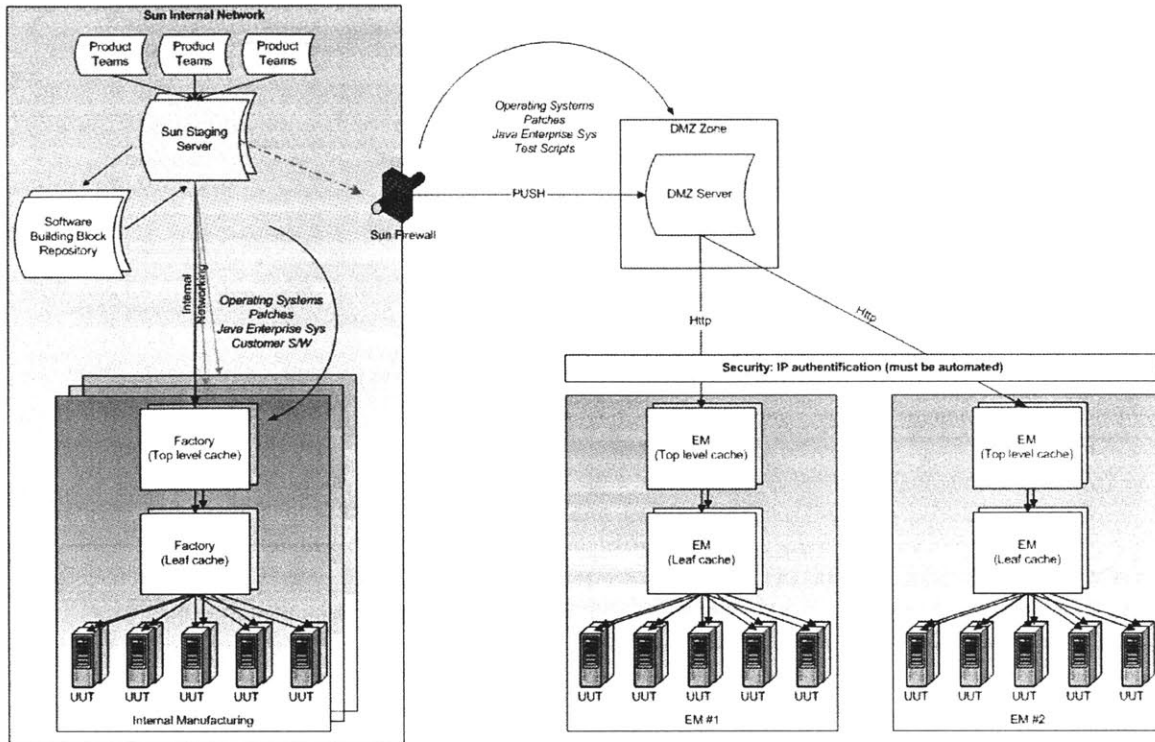 Sun Internal Network
Product
Teams
Product
Teams
Product
Teams
Sun Staging
Server
Software
Building Block
Repository
Internal
Networking
Operating Systems
Patches
Java Enterprise Sys
Customer S/W
Sun Firewall
Operating Systems
Patches
Java Enterprise Sys
Test Scripts
PUSH
DMZ Zone
DMZ Server
Http
Http
Security: IP authentification (must be automated)
Factory
(Top level cache)
Factory
(Leaf cache)
UUT
UUT
UUT
UUT
UUT
Internal Manufacturing
EM
(Top level cache)
EM
(Leaf cache)
UUT
UUT
UUT
UUT
UUT
EM #1
EM
(Top level cache)
EM
(Leaf cache)
UUT
UUT
UUT
UUT
UUT
EM #2